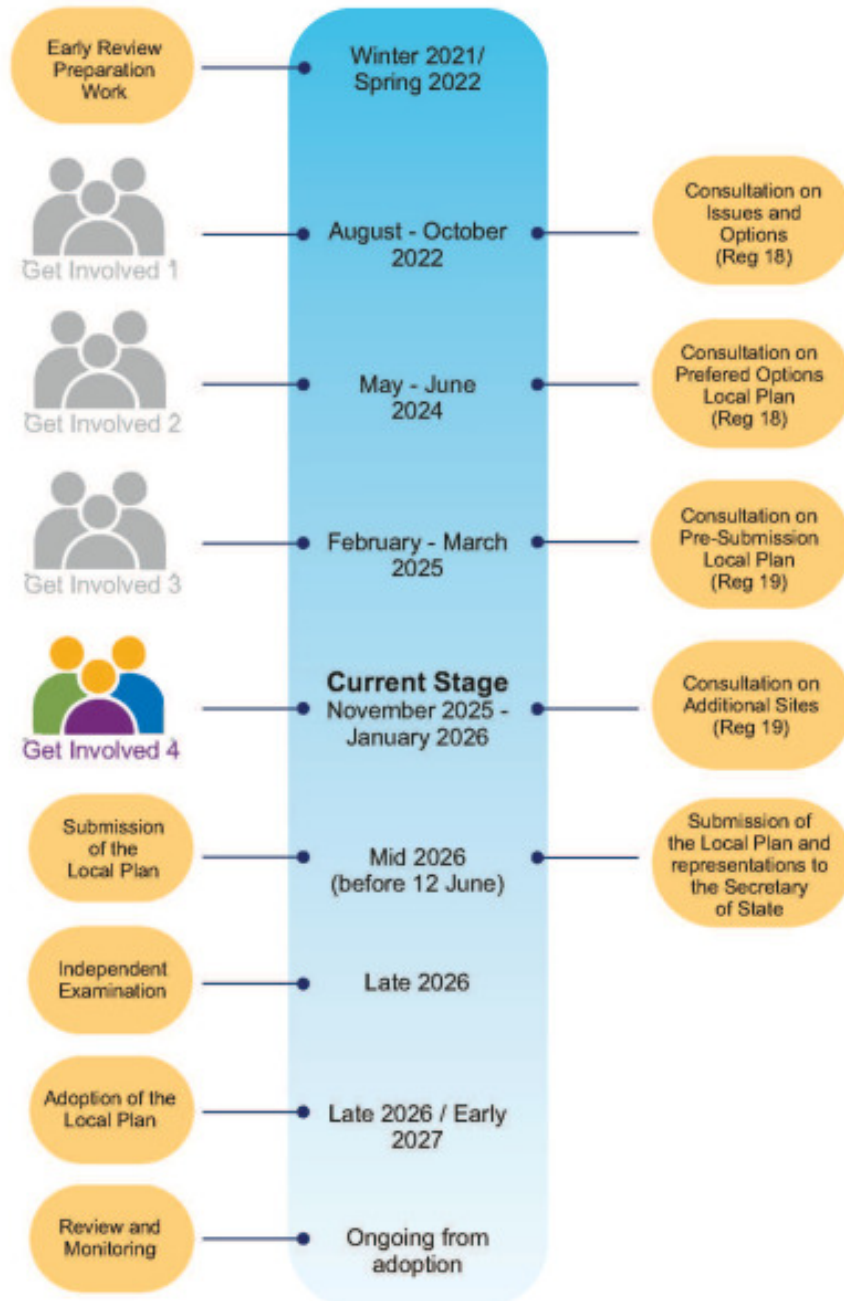 Early Review
Preparation
Work
Winter 2021/
Spring 2022
Get Involved 1
August - October
2022
Consultation on
Issues and
Options
(Reg 18)
Get Involved 2
May - June
2024
Consultation on
Prefered Options
Local Plan
(Reg 18)
Get Involved 3
February - March
2025
Consultation on
Pre-Submission
Local Plan
(Reg 19)
Get Involved 4
Current Stage
November 2025 -
January 2026
Consultation on
Additional Sites
(Reg 19)
Submission
of the
Local Plan
Mid 2026
(before 12 June)
Submission of
the Local Plan and
representations to
the Secretary
of State
Independent
Examination
Late 2026
Adoption of the
Local Plan
Late 2026 / Early
2027
Review and
Monitoring
Ongoing from
adoption